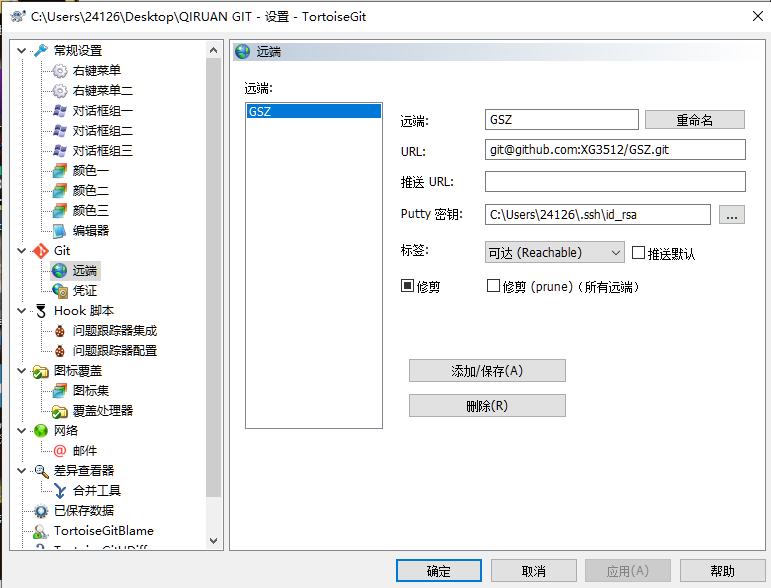 C:\Users\24126\Desktop\QIRUAN GIT - 设置 - TortoiseGit
常规设置
右键菜单
右键菜单二
对话框组一
对话框组二
对话框组三
颜色一
颜色二
颜色三
编辑器
Git
远端
凭证
Hook 脚本
问题跟踪器集成
问题跟踪器配置
图标覆盖
图标集
覆盖处理器
网络
邮件
差异查看器
合并工具
已保存数据
TortoiseGitBlame
TortoiseGitUDiff
远端
远端:
GSZ
远端:
GSZ
重命名
URL:
git@github.com:XG3512/GSZ.git
推送 URL:
Putty 密钥:
C:\Users\24126\.ssh\id_rsa
...
标签:
可达 (Reachable)
推送默认
修剪
修剪 (prune)（所有远端）
添加/保存(A)
删除(R)
确定
取消
应用(A)
帮助